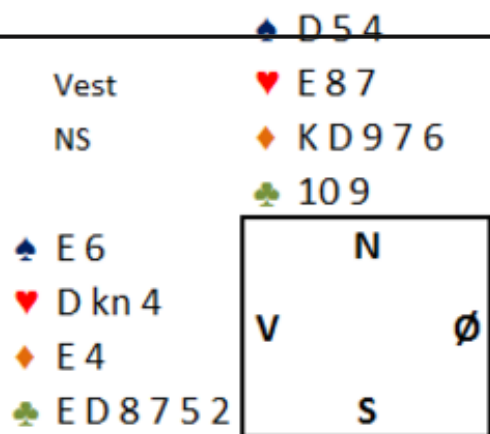 ♠ D 5 4
Vest ♥ E 8 7
NS ♦ K D 9 7 6
♣ 10 9
♠ E 6
♥ D kn 4
♦ E 4
♣ E D 8 7 5 2
N
V Ø
S